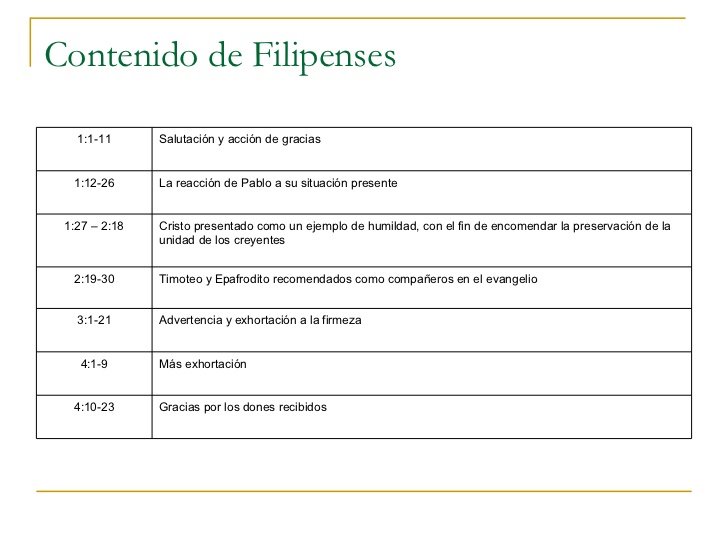 Contenido de Filipenses
1:1-11 Salutación y acción de gracias
1:12-26 La reacción de Pablo a su situación presente
1:27 – 2:18 Cristo presentado como un ejemplo de humildad, con el fin de encomendar la preservación de la
unidad de los creyentes
2:19-30 Timoteo y Epafrodito recomendados como compañeros en el evangelio
3:1-21 Advertencia y exhortación a la firmeza
4:1-9 Más exhortación
4:10-23 Gracias por los dones recibidos